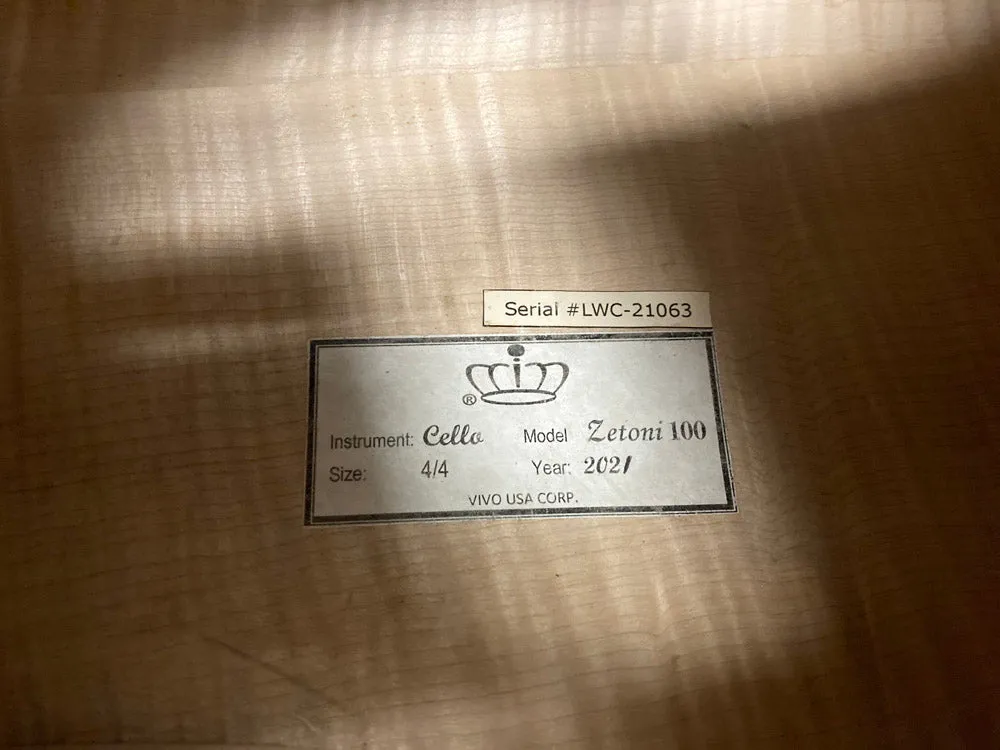 Serial #LWC-21063
®
Instrument: Cello Model Zetoni 100
Size: 4/4 Year: 2021
VIVO USA CORP.